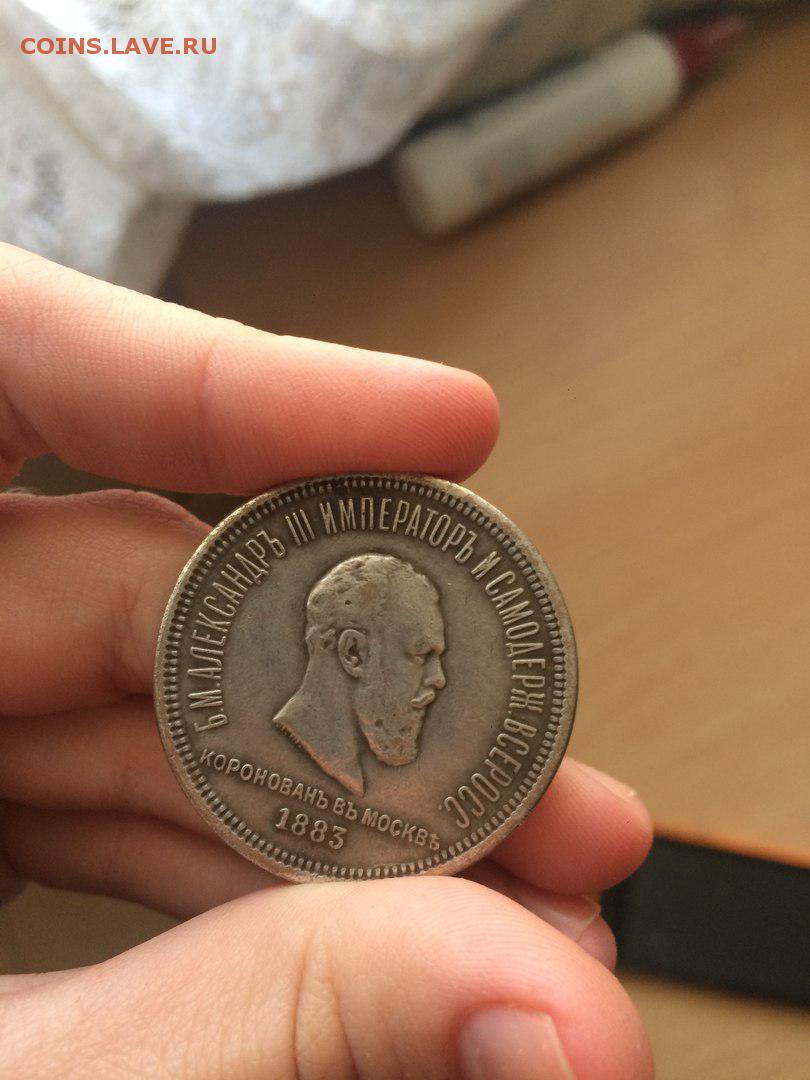 COINS.LAVE.RU
Б.М.АЛЕКСАНДРЪ III ИМПЕРАТОРЪ И САМОДЕРЖ. ВСЕРОСС.
КОРОНОВАНЪ ВЪ МОСКВѢ
1883